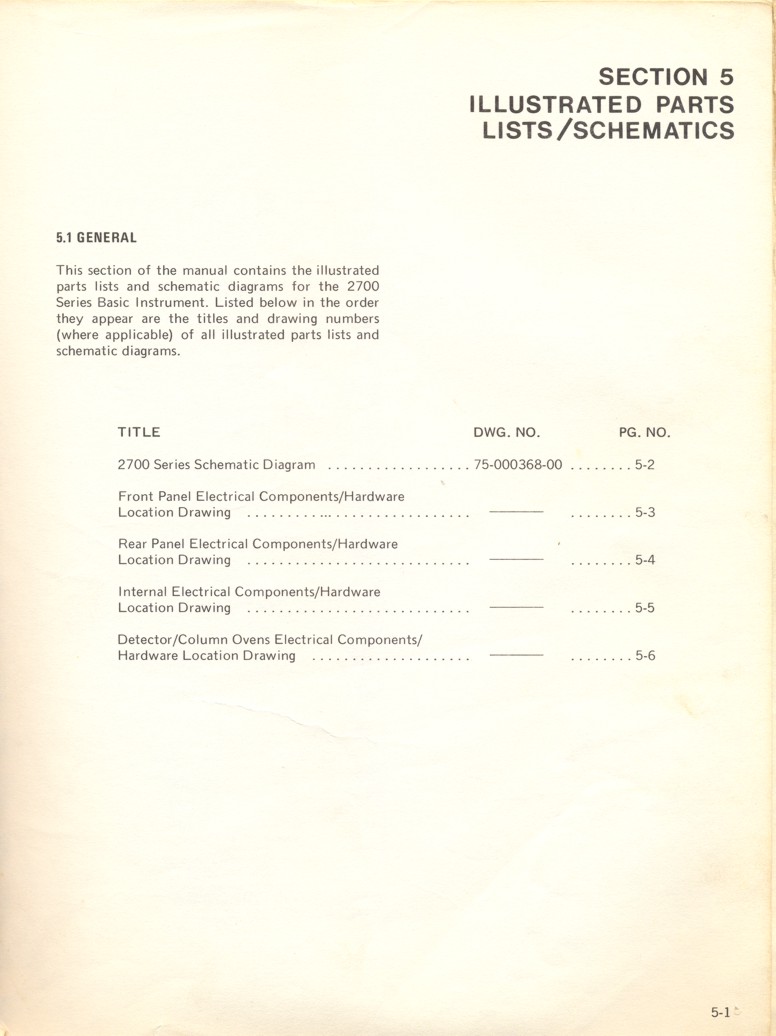 SECTION 5
ILLUSTRATED PARTS
LISTS/SCHEMATICS
5.1 GENERAL
This section of the manual contains the illustrated
parts lists and schematic diagrams for the 2700
Series Basic Instrument. Listed below in the order
they appear are the titles and drawing numbers
(where applicable) of all illustrated parts lists and
schematic diagrams.
TITLE DWG. NO. PG. NO.
2700 Series Schematic Diagram .................. 75-000368-00 ........ 5-2
Front Panel Electrical Components/Hardware
Location Drawing ............................ ——— ........ 5-3
Rear Panel Electrical Components/Hardware
Location Drawing ............................ ——— ........ 5-4
Internal Electrical Components/Hardware
Location Drawing ............................ ——— ........ 5-5
Detector/Column Ovens Electrical Components/
Hardware Location Drawing .................... ——— ........ 5-6
5-1